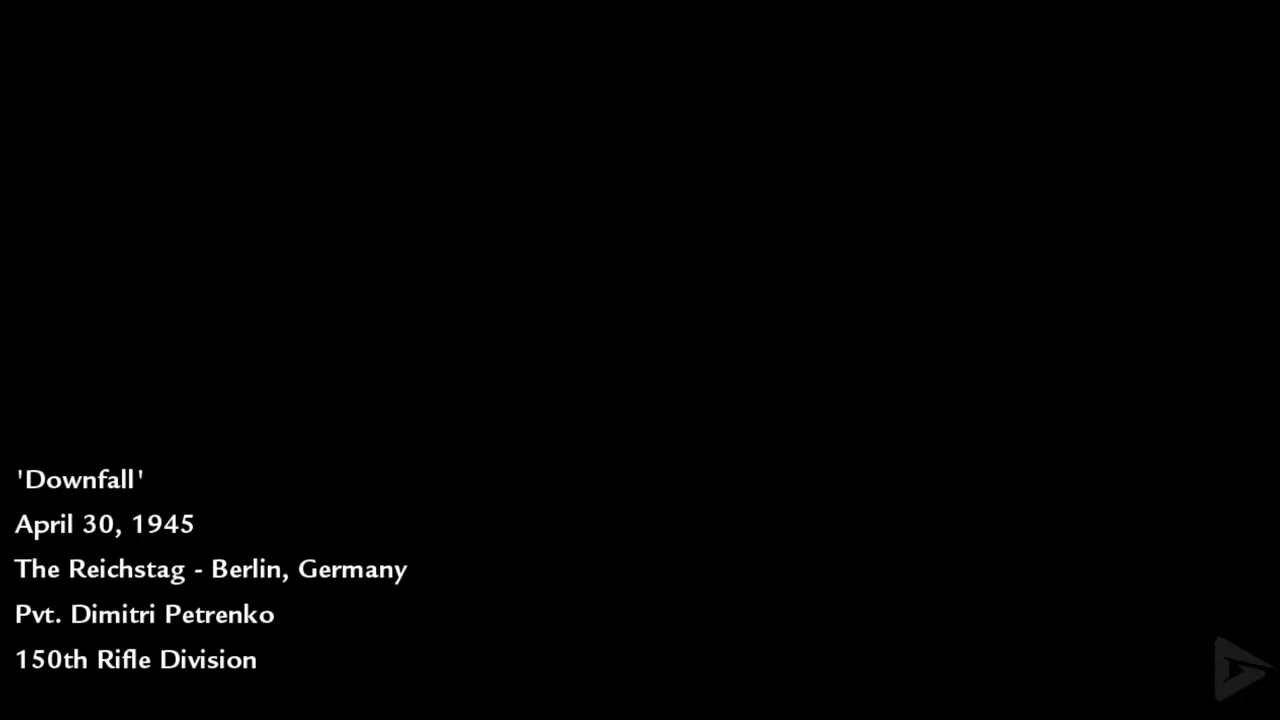 'Downfall'
April 30, 1945
The Reichstag - Berlin, Germany
Pvt. Dimitri Petrenko
150th Rifle Division